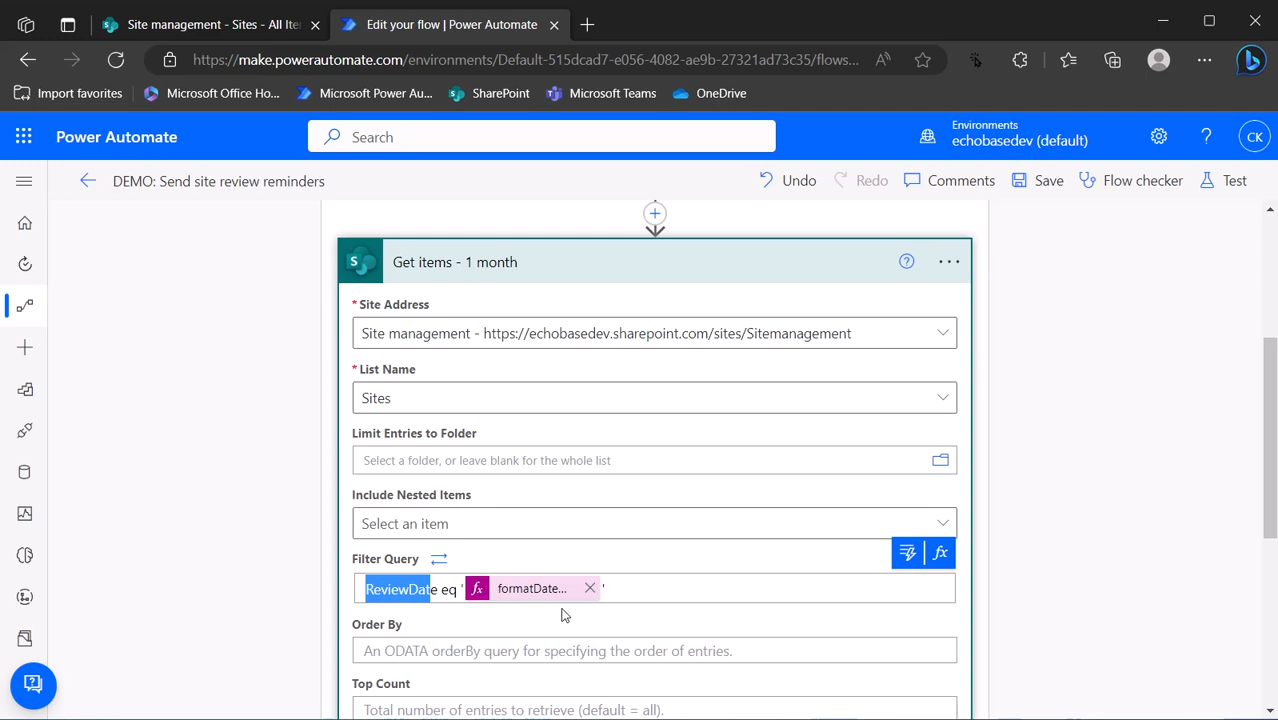 Site management - Sites - All Ite
Edit your flow | Power Automate
https://make.powerautomate.com/environments/Default-515dcad7-e056-4082-ae9b-27321ad73c35/flows...
Import favorites
Microsoft Office Ho...
Microsoft Power Au...
SharePoint
Microsoft Teams
OneDrive
Power Automate
Search
Environments
echobasedev (default)
CK
DEMO: Send site review reminders
Undo
Redo
Comments
Save
Flow checker
Test
Get items - 1 month
* Site Address
Site management - https://echobasedev.sharepoint.com/sites/Sitemanagement
* List Name
Sites
Limit Entries to Folder
Select a folder, or leave blank for the whole list
Include Nested Items
Select an item
Filter Query
fx
ReviewDate eq ' fx formatDate... '
Order By
An ODATA orderBy query for specifying the order of entries.
Top Count
Total number of entries to retrieve (default = all).